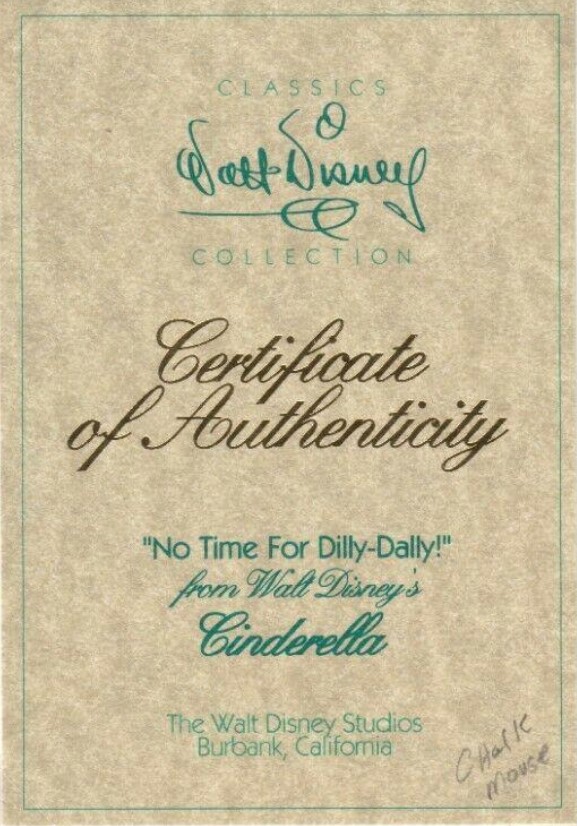 CLASSICS
Walt Disney
COLLECTION
Certificate
of Authenticity
"No Time For Dilly-Dally!"
from Walt Disney's
Cinderella
The Walt Disney Studios
Burbank, California
CHalk
mouse